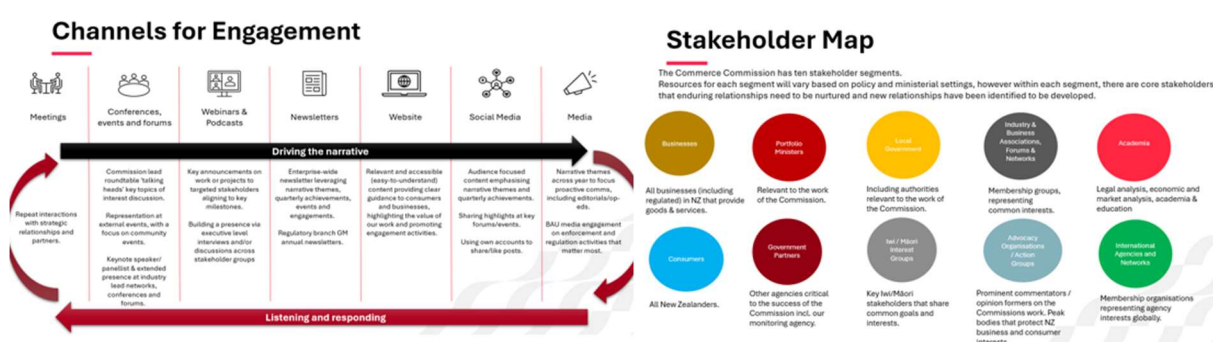 Channels for Engagement
Meetings
Conferences,
events and forums
Webinars &
Podcasts
Newsletters
Website
Social Media
Media
Driving the narrative
Repeat interactions
with strategic
relationships and
partners.
Commission lead
roundtable 'talking
heads' key topics of
interest discussion.
Representation at
external events, with a
focus on community
events.
Keynote speaker/
panellist & extended
presence at industry
lead networks,
conferences and
forums.
Key announcements on
work or projects to
targeted stakeholders
aligning to key
milestones.
Building a presence via
executive level
interviews and/or
discussions across
stakeholder groups
Enterprise-wide
newsletter leveraging
narrative themes,
quarterly achievements,
events and
engagements.
Regulatory branch GM
annual newsletters.
Relevant and accessible
(easy-to-understand)
content providing clear
guidance to consumers
and businesses,
highlighting the value of
our work and promoting
engagement activities.
Audience focused
content emphasising
narrative themes and
quarterly achievements.
Sharing highlights at key
forums/events.
Using own accounts to
share/like posts.
Narrative themes
across year to focus
proactive comms,
including editorials/op-
eds.
BAU media engagement
on enforcement and
regulation activities that
matter most.
Listening and responding
Stakeholder Map
The Commerce Commission has ten stakeholder segments.
Resources for each segment will vary based on policy and ministerial settings, however within each segment, there are core stakeholders
that enduring relationships need to be nurtured and new relationships have been identified to be developed.
Businesses
All businesses (including
regulated) in NZ that provide
goods & services.
Portfolio
Ministers
Relevant to the work
of the Commission.
Local
Government
Including authorities
relevant to the work of
the Commission.
Industry &
Business
Associations,
Forums &
Networks
Membership groups,
representing
common interests.
Academia
Legal analysis, economic and
market analysis, academia &
education
Consumers
All New Zealanders.
Government
Partners
Other agencies critical
to the success of the
Commission incl. our
monitoring agency.
Iwi / Māori
Interest
Groups
Key Iwi/Māori
stakeholders that share
common goals and
interests.
Advocacy
Organisations
/ Action
Groups
Prominent commentators /
opinion formers on the
Commissions work. Peak
bodies that protect NZ
business and consumer
interests
International
Agencies and
Networks
Membership organisations
representing agency
interests globally.